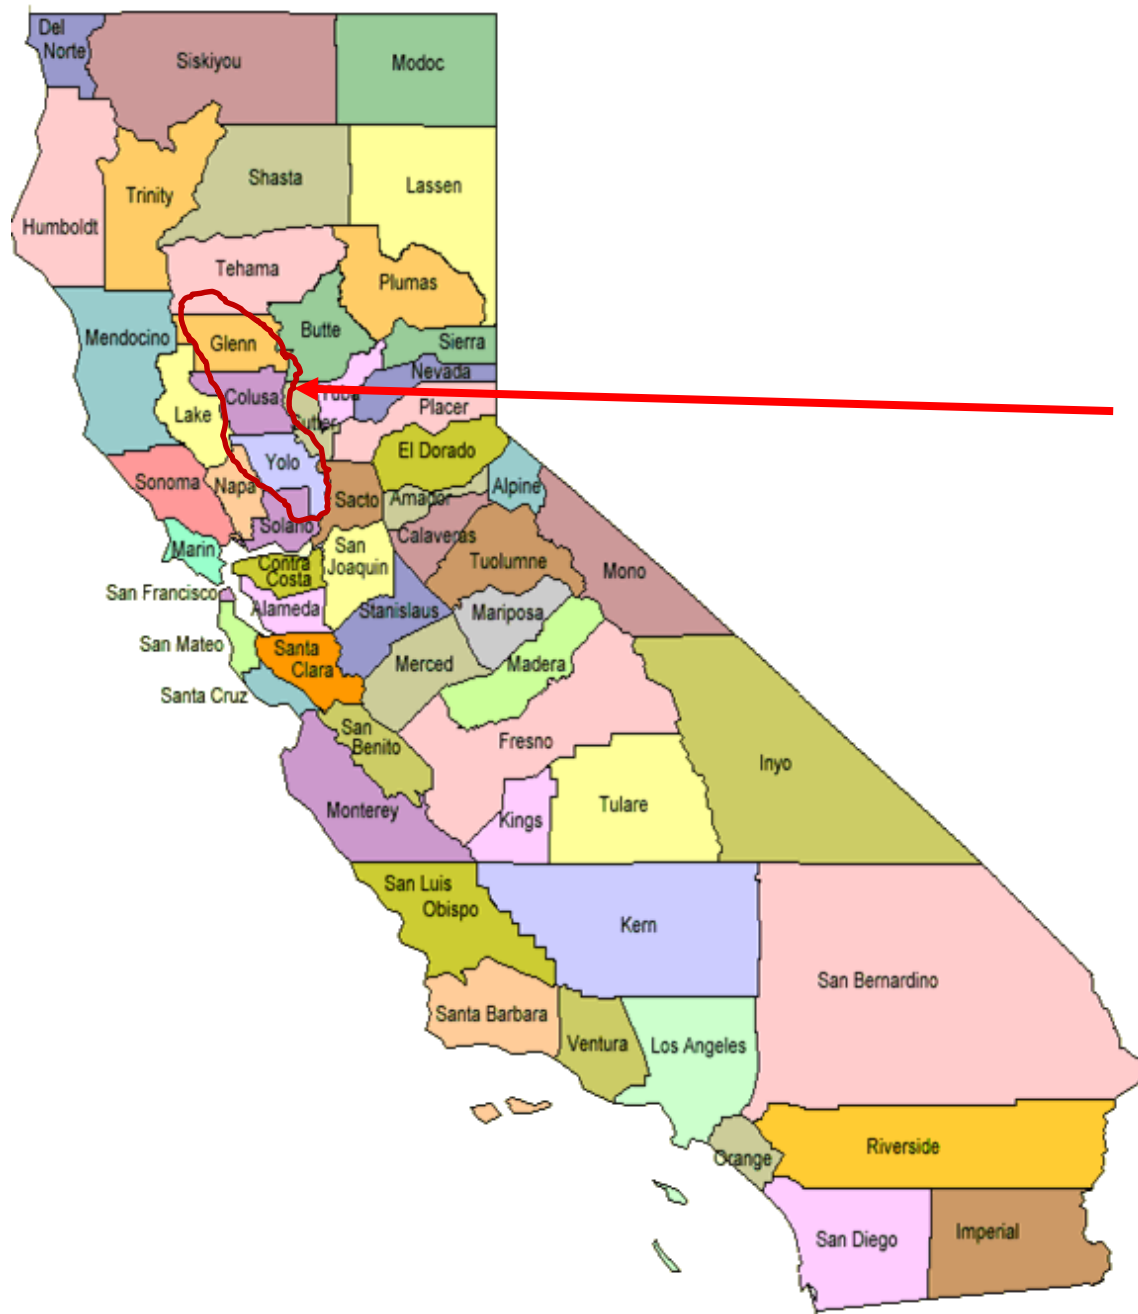 Del
Norte
Siskiyou
Modoc
Shasta
Lassen
Trinity
Humboldt
Tehama
Plumas
Mendocino
Glenn
Butte
Sierra
Nevada
Colusa
Yuba
Placer
Lake
Sutter
El Dorado
Yolo
Sonoma
Napa
Sacto
Amador
Alpine
Solano
Calaveras
Marin
San
Joaquin
Contra
Costa
Tuolumne
Mono
San Francisco
Alameda
Stanislaus
Mariposa
San Mateo
Santa
Clara
Merced
Madera
Santa Cruz
San
Benito
Fresno
Inyo
Monterey
Kings
Tulare
San Luis
Obispo
Kern
San Bernardino
Santa Barbara
Ventura
Los Angeles
Orange
Riverside
San Diego
Imperial